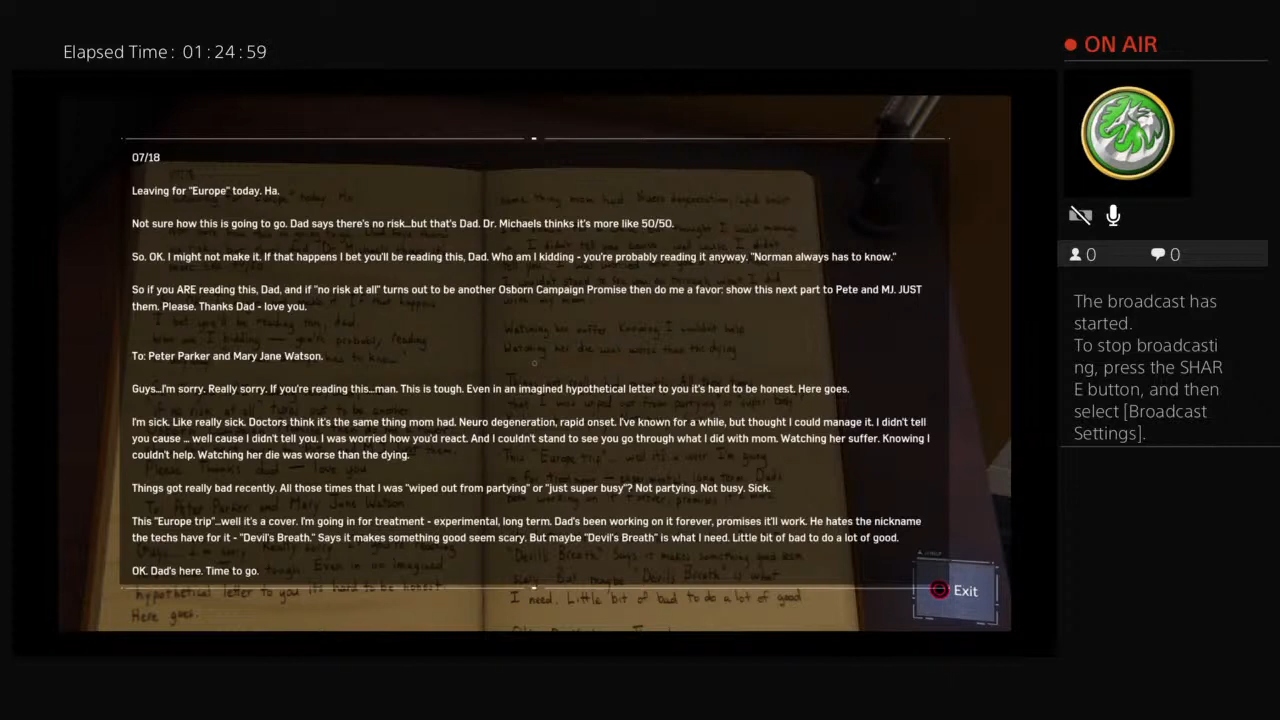 Elapsed Time: 01:24:59
ON AIR
07/18
Leaving for "Europe" today. Ha.
Not sure how this is going to go. Dad says there's no risk...but that's Dad. Dr. Michaels thinks it's more like 50/50.
So. OK. I might not make it. If that happens I bet you'll be reading this, Dad. Who am I kidding - you're probably reading it anyway. "Norman always has to know."
So if you ARE reading this, Dad, and if "no risk at all" turns out to be another Osborn Campaign Promise then do me a favor: show this next part to Pete and MJ. JUST
them. Please. Thanks Dad - love you.
To: Peter Parker and Mary Jane Watson.
Guys...I'm sorry. Really sorry. If you're reading this...man. This is tough. Even in an imagined hypothetical letter to you it's hard to be honest. Here goes.
I'm sick. Like really sick. Doctors think it's the same thing mom had. Neuro degeneration, rapid onset. I've known for a while, but thought I could manage it. I didn't tell
you cause ... well cause I didn't tell you. I was worried how you'd react. And I couldn't stand to see you go through what I did with mom. Watching her suffer. Knowing I
couldn't help. Watching her die was worse than the dying.
Things got really bad recently. All those times that I was "wiped out from partying" or "just super busy"? Not partying. Not busy. Sick.
This "Europe trip"...well it's a cover. I'm going in for treatment - experimental, long term. Dad's been working on it forever, promises it'll work. He hates the nickname
the techs have for it - "Devil's Breath." Says it makes something good seem scary. But maybe "Devil's Breath" is what I need. Little bit of bad to do a lot of good.
OK. Dad's here. Time to go.
Exit
0 0
The broadcast has
started.
To stop broadcasti
ng, press the SHAR
E button, and then
select [Broadcast
Settings].